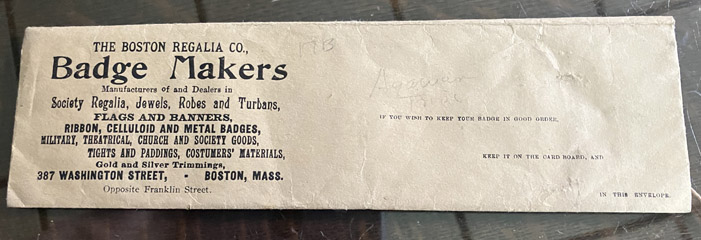 THE BOSTON REGALIA CO.,
Badge Makers
Manufacturers of and Dealers in
Society Regalia, Jewels, Robes and Turbans,
FLAGS AND BANNERS,
RIBBON, CELLULOID AND METAL BADGES,
MILITARY, THEATRICAL, CHURCH AND SOCIETY GOODS,
TIGHTS AND PADDINGS, COSTUMERS' MATERIALS,
Gold and Silver Trimmings,
387 WASHINGTON STREET, - BOSTON, MASS.
Opposite Franklin Street.
IF YOU WISH TO KEEP YOUR BADGE IN GOOD ORDER,
KEEP IT ON THE CARD BOARD, AND
IN THIS ENVELOPE.